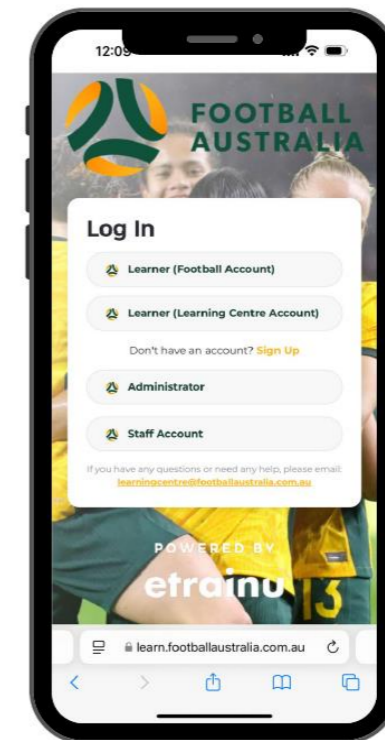 12:09
FOOTBALL
AUSTRALIA
Log In
Learner (Football Account)
Learner (Learning Centre Account)
Don't have an account? Sign Up
Administrator
Staff Account
If you have any questions or need any help, please email:
learningcentre@footballaustralia.com.au
POWERED BY
etrainu
13
learn.footballaustralia.com.au